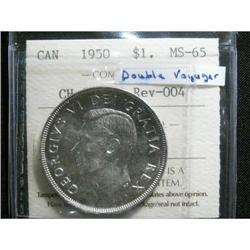 CAN 1950 $1. MS-65
CON
Double Voyager
CH Rev-004
GEORGIVS VI DEI GRATIA REX
IS A
ITEM.
above opinion.
seal not intact.